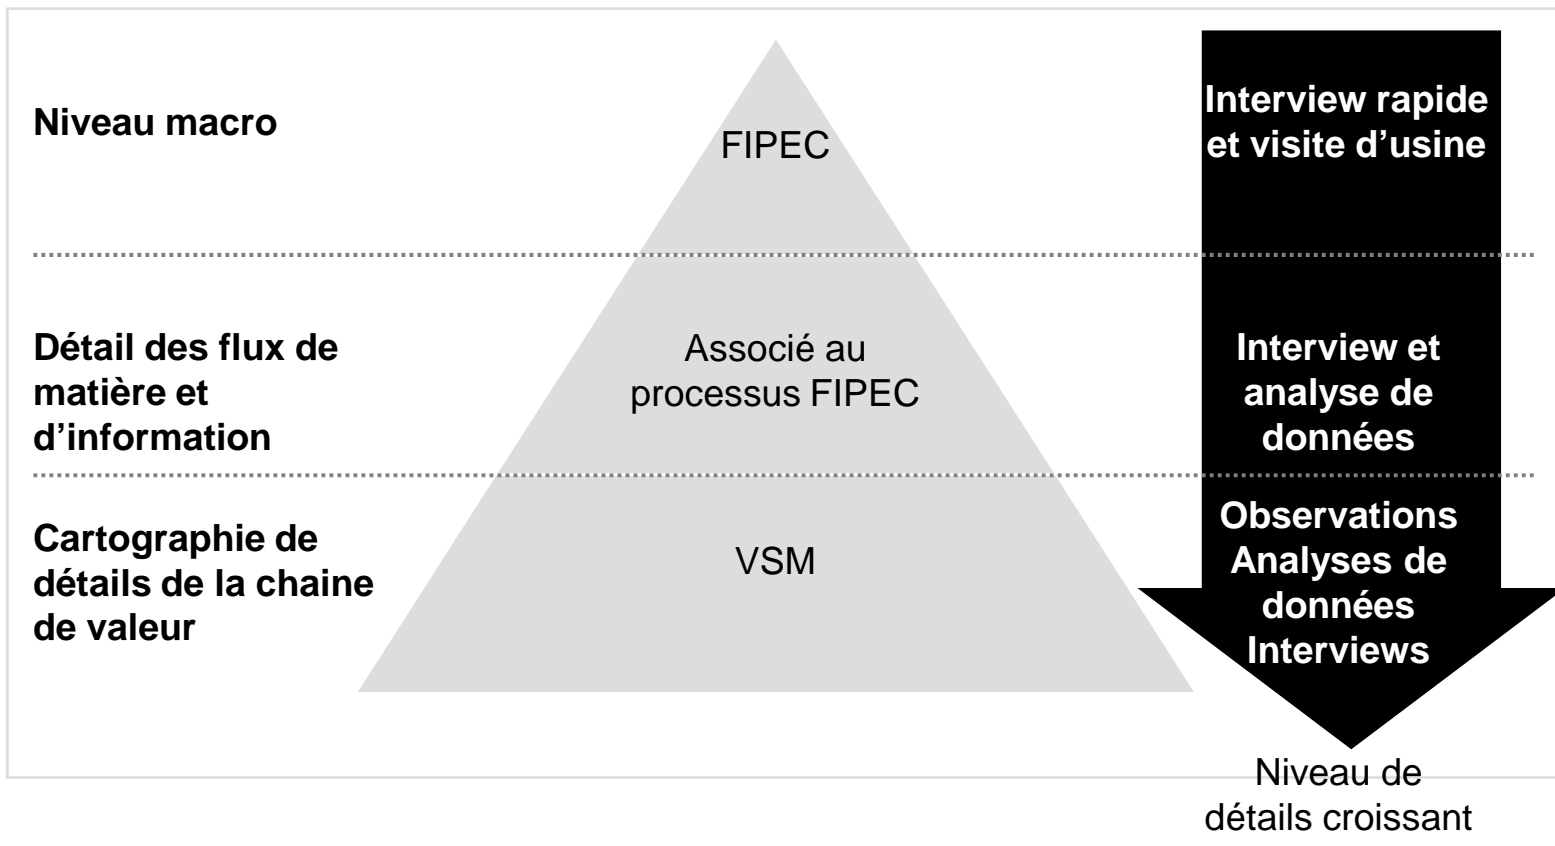 Niveau macro
FIPEC
Interview rapide
et visite d’usine
Détail des flux de
matière et
d’information
Associé au
processus FIPEC
Interview et
analyse de
données
Cartographie de
détails de la chaine
de valeur
VSM
Observations
Analyses de
données
Interviews
Niveau de
détails croissant